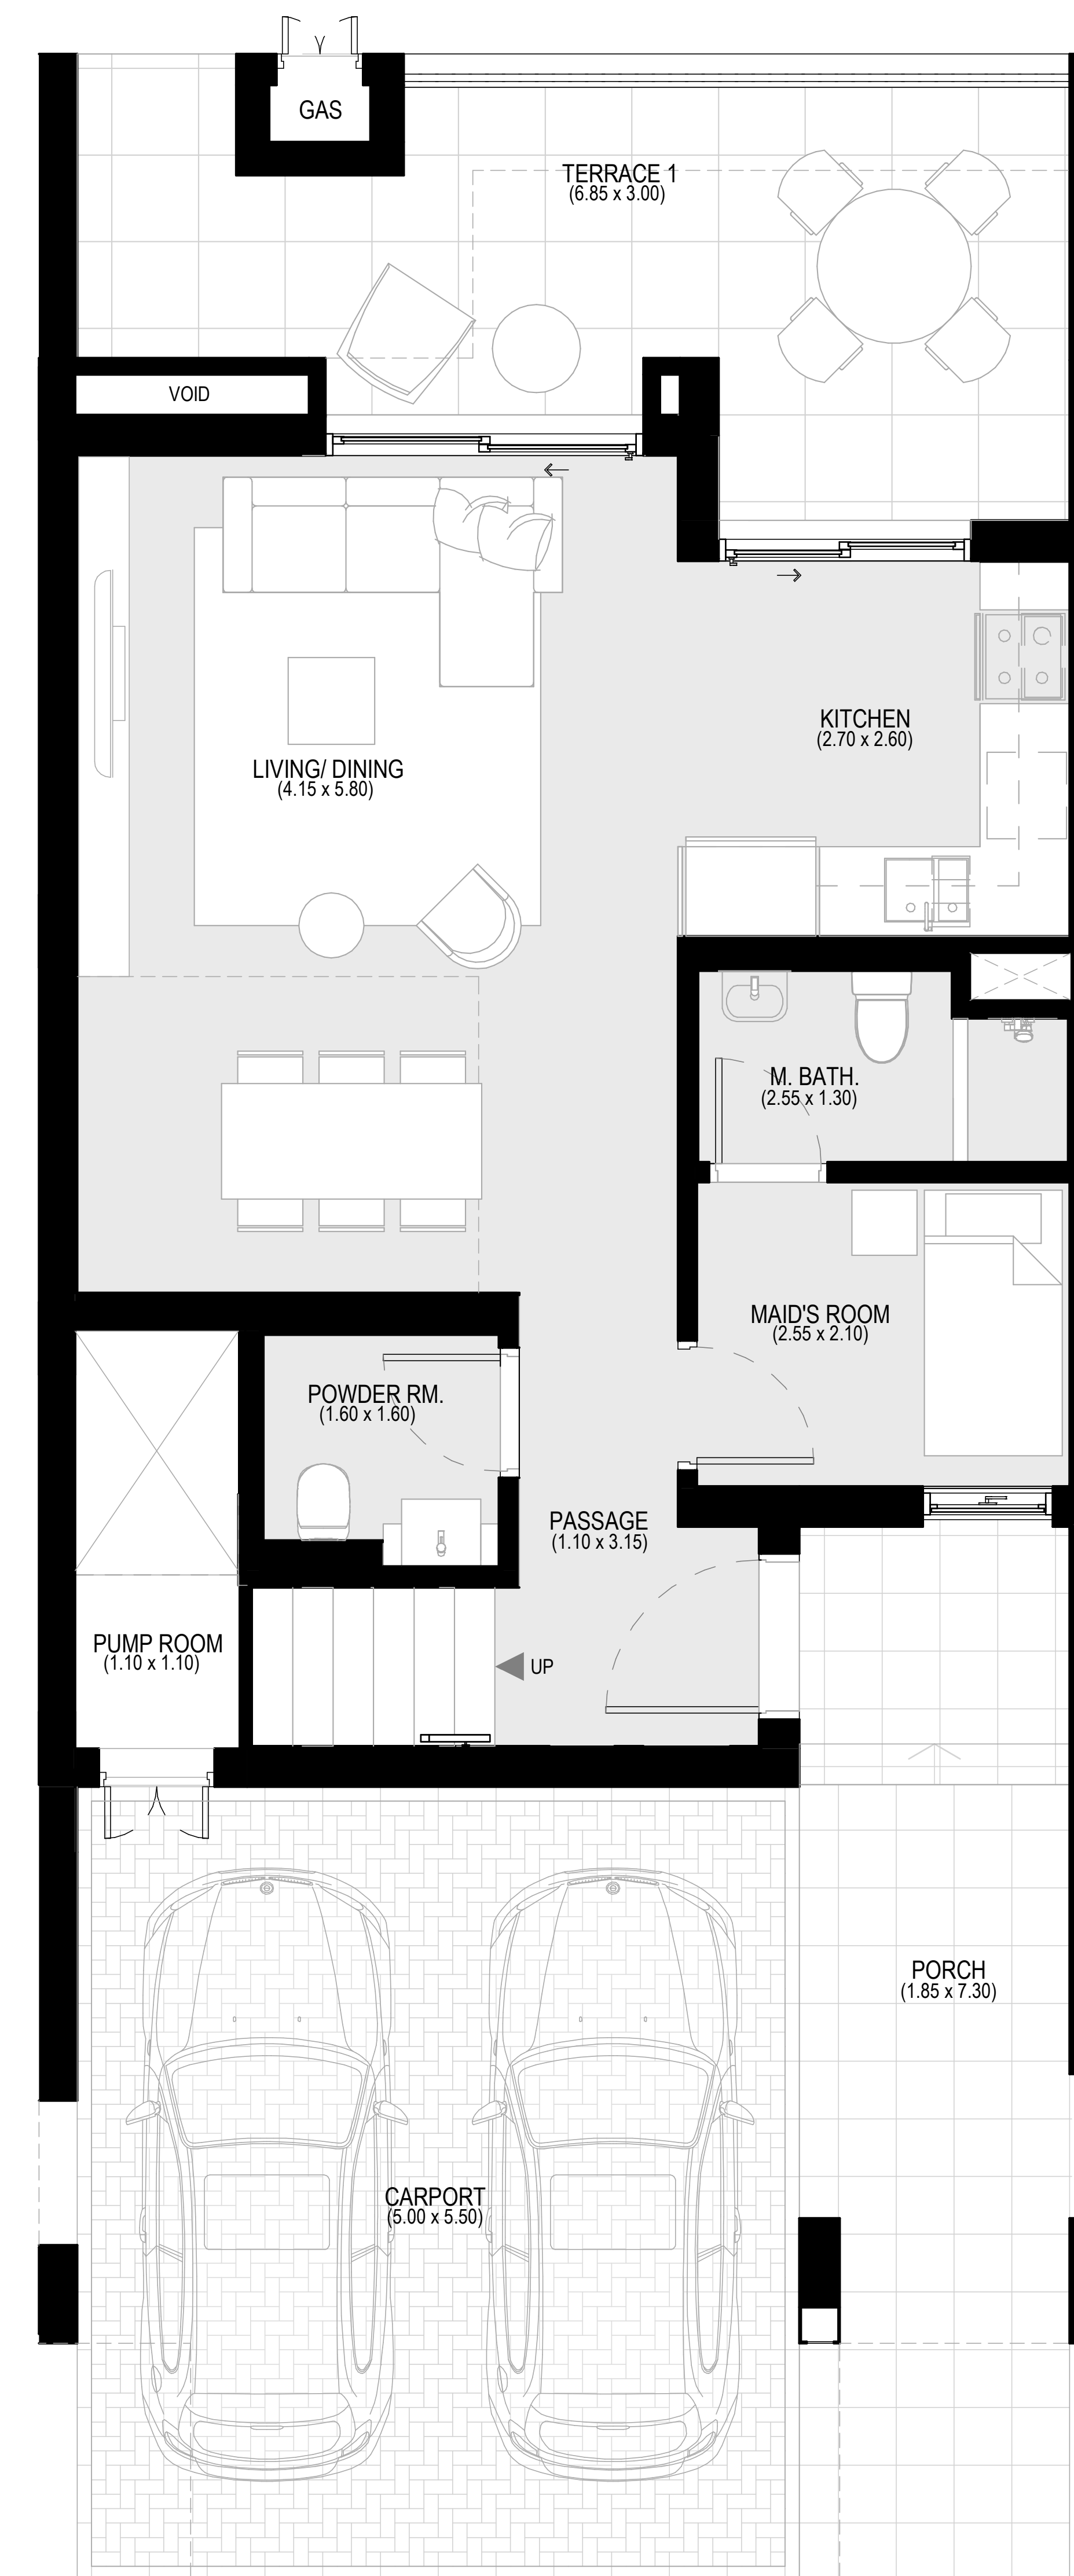 GAS
TERRACE 1
(6.85 x 3.00)
VOID
KITCHEN
(2.70 x 2.60)
LIVING/ DINING
(4.15 x 5.80)
M. BATH.
(2.55 x 1.30)
MAID'S ROOM
(2.55 x 2.10)
POWDER RM.
(1.60 x 1.60)
PASSAGE
(1.10 x 3.15)
PUMP ROOM
(1.10 x 1.10)
UP
PORCH
(1.85 x 7.30)
CARPORT
(5.00 x 5.50)